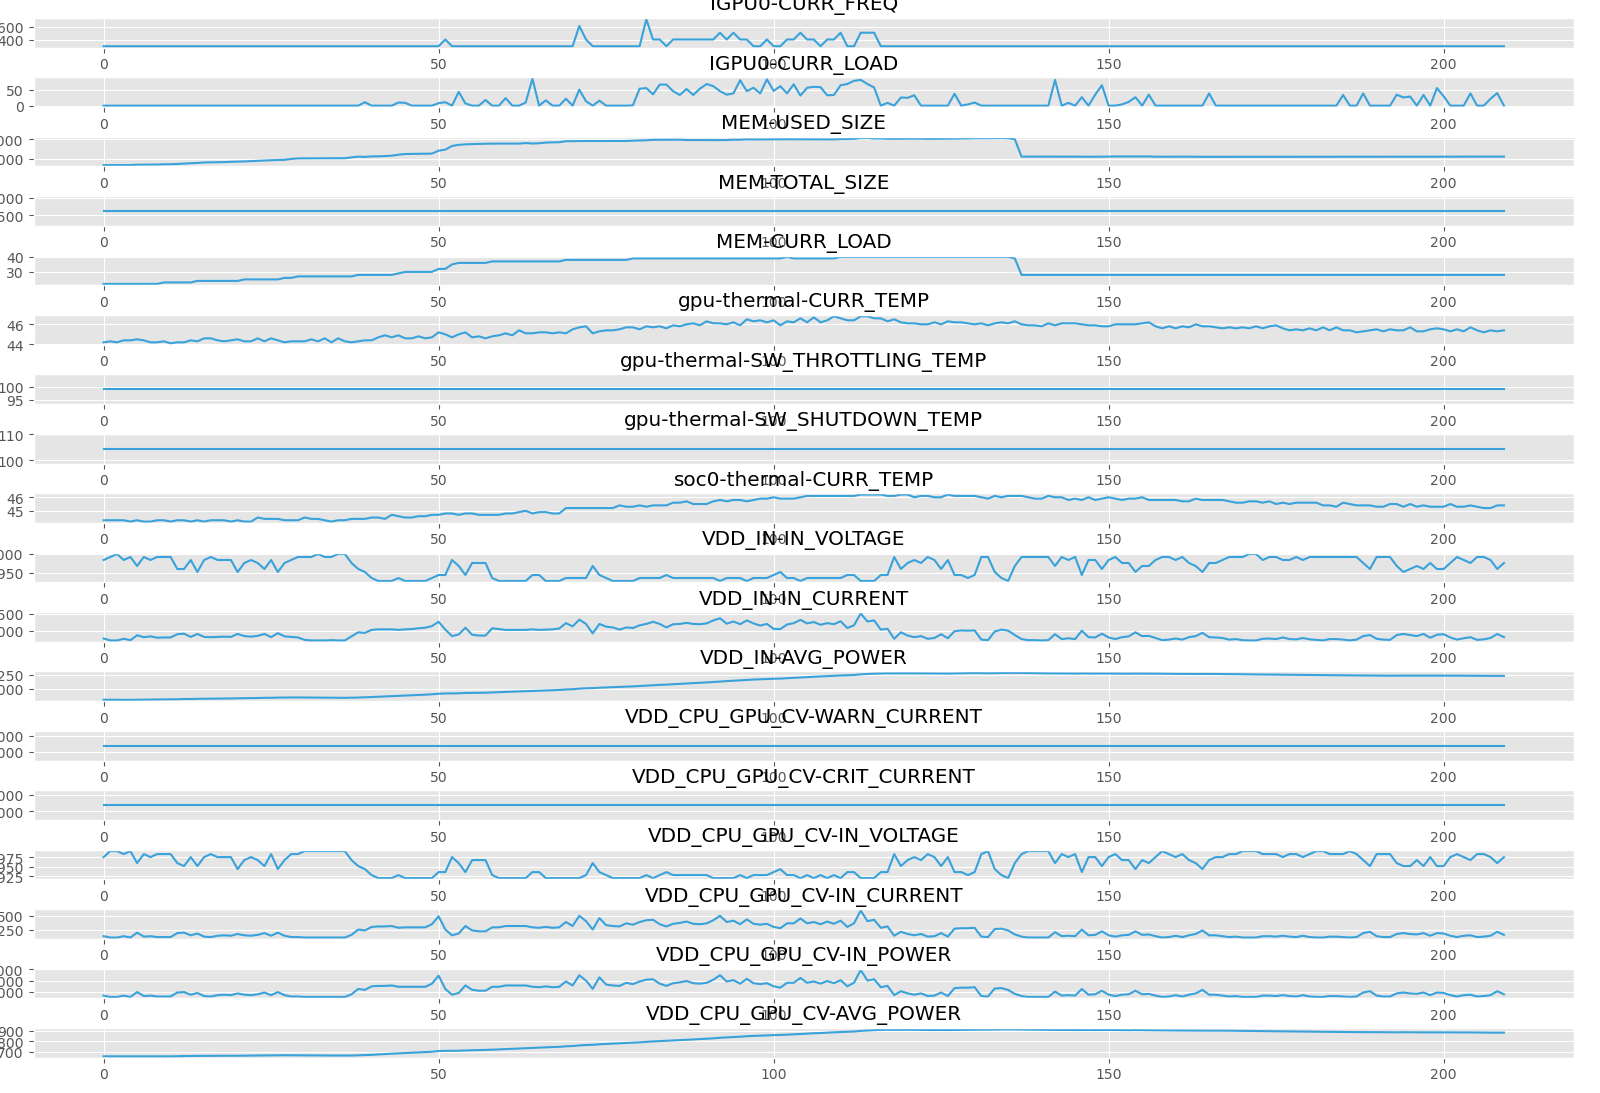 IGPU0-CURR_FREQ
600
400
0 50 100 150 200
IGPU0-CURR_LOAD
50
0
0 50 100 150 200
MEM-USED_SIZE
000
000
0 50 100 150 200
MEM-TOTAL_SIZE
000
500
0 50 100 150 200
MEM-CURR_LOAD
40
30
0 50 100 150 200
gpu-thermal-CURR_TEMP
46
44
0 50 100 150 200
gpu-thermal-SW_THROTTLING_TEMP
100
95
0 50 100 150 200
gpu-thermal-SW_SHUTDOWN_TEMP
110
100
0 50 100 150 200
soc0-thermal-CURR_TEMP
46
45
0 50 100 150 200
VDD_IN-IN_VOLTAGE
000
950
0 50 100 150 200
VDD_IN-IN_CURRENT
500
000
0 50 100 150 200
VDD_IN-AVG_POWER
250
000
0 50 100 150 200
VDD_CPU_GPU_CV-WARN_CURRENT
000
000
0 50 100 150 200
VDD_CPU_GPU_CV-CRIT_CURRENT
000
000
0 50 100 150 200
VDD_CPU_GPU_CV-IN_VOLTAGE
975
950
925
0 50 100 150 200
VDD_CPU_GPU_CV-IN_CURRENT
500
250
0 50 100 150 200
VDD_CPU_GPU_CV-IN_POWER
000
000
000
0 50 100 150 200
VDD_CPU_GPU_CV-AVG_POWER
900
800
700
0 50 100 150 200